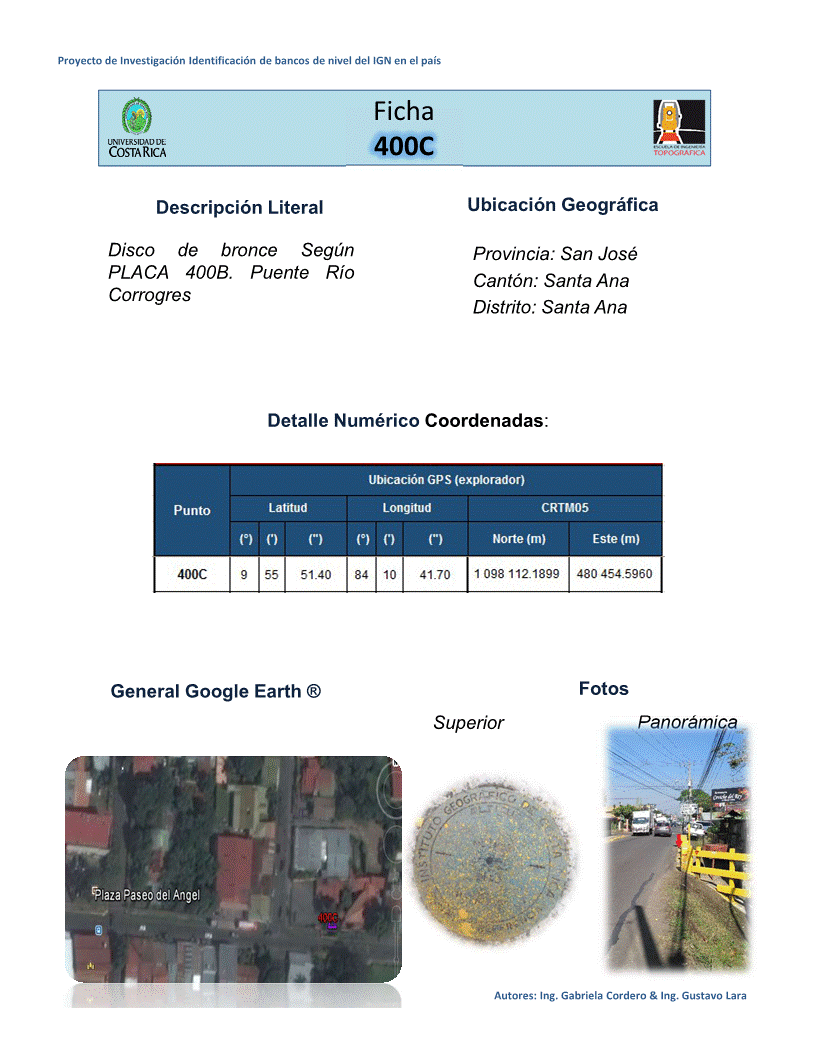 Proyecto de Investigación Identificación de bancos de nivel del IGN en el país
UNIVERSIDAD DE
COSTA RICA
Ficha
400C
ESCUELA DE INGENIERÍA
TOPOGRÁFICA
Descripción Literal
Disco de bronce Según
PLACA 400B. Puente Río
Corrogres
Ubicación Geográfica
Provincia: San José
Cantón: Santa Ana
Distrito: Santa Ana
Detalle Numérico Coordenadas:
Punto
Ubicación GPS (explorador)
Latitud Longitud CRTM05
(°) (') (") (°) (') (") Norte (m) Este (m)
400C 9 55 51.40 84 10 41.70 1 098 112.1899 480 454.5960
General Google Earth ®
Fotos
Superior
Panorámica
Plaza Paseo del Angel
400C
INSTITUTO GEOGRAFICO
Autores: Ing. Gabriela Cordero & Ing. Gustavo Lara